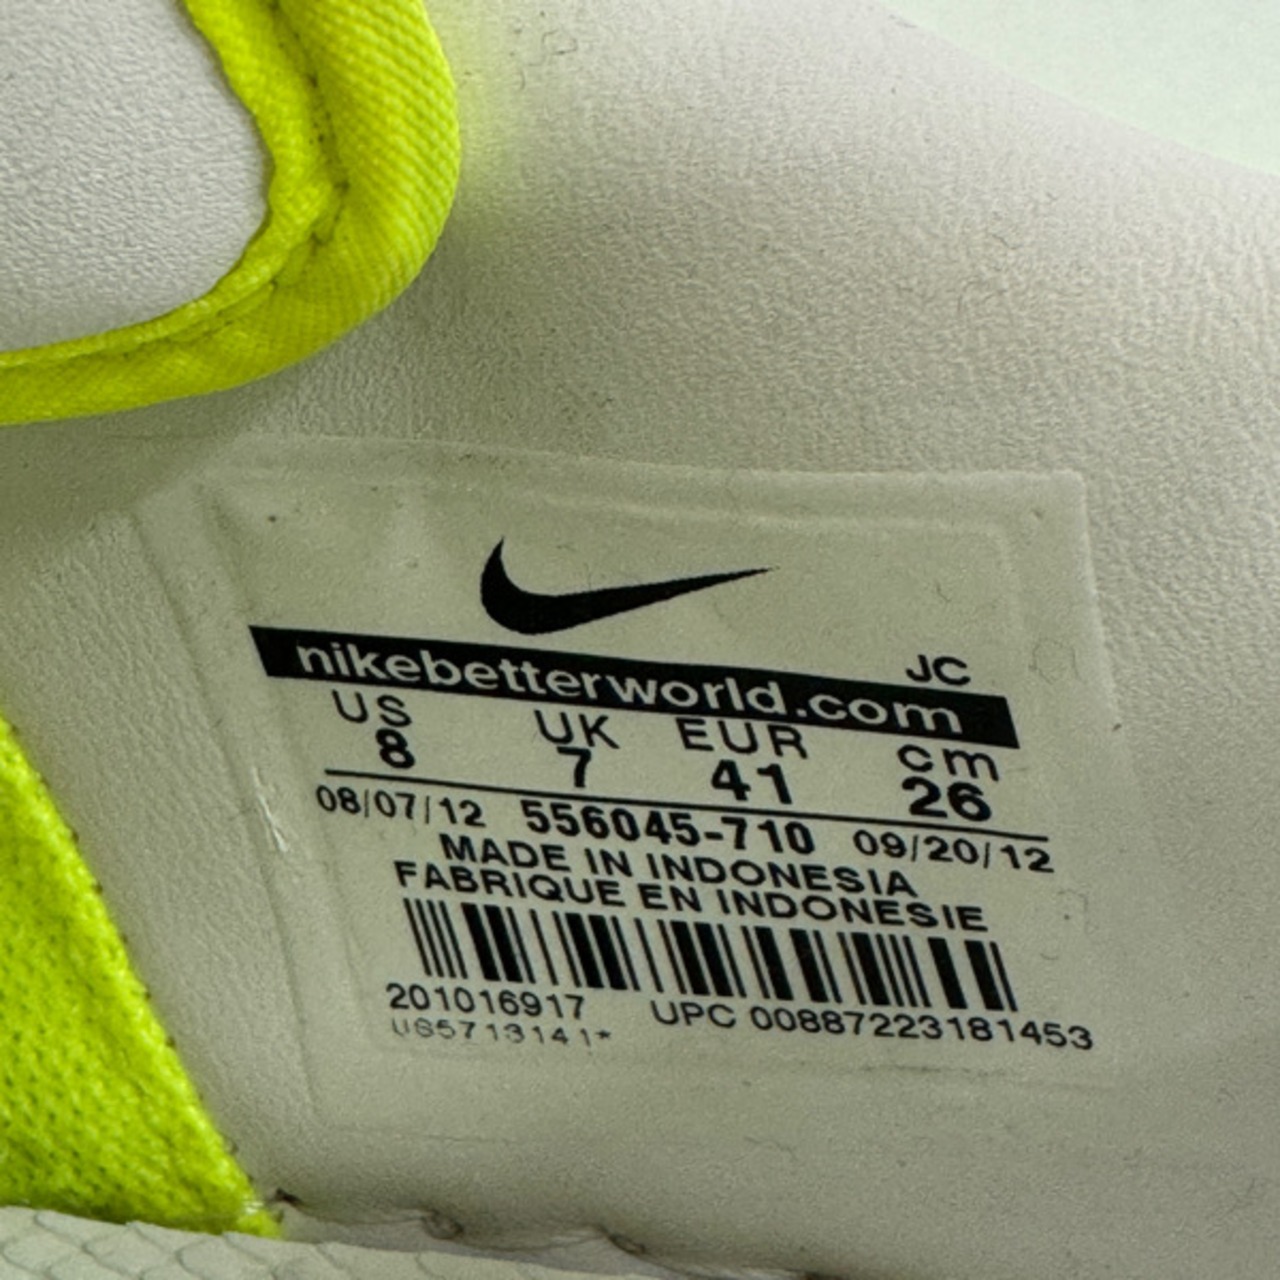 JC
nikebetterworld.com
US UK EUR cm
8 7 41 26
08/07/12 556045-710 09/20/12
MADE IN INDONESIA
FABRIQUE EN INDONESIE
201016917 UPC 00887223181453
US5713141*